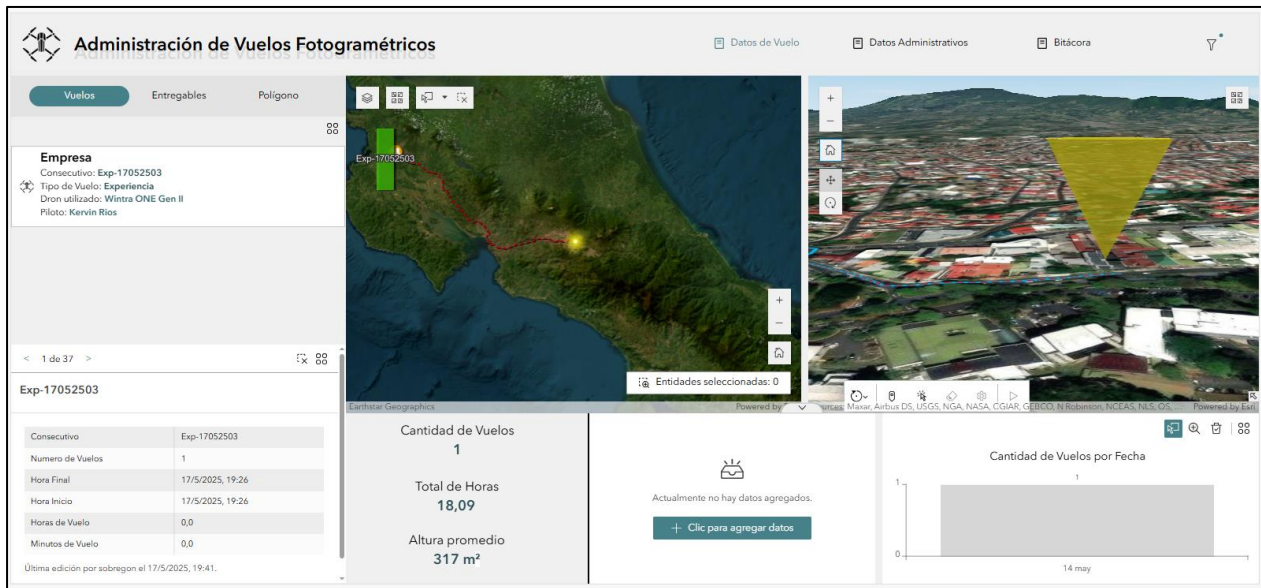 Administración de Vuelos Fotogramétricos
Datos de Vuelo
Datos Administrativos
Bitácora
Vuelos
Entregables
Polígono
Empresa
Consecutivo: Exp-17052503
Tipo de Vuelo: Experiencia
Dron utilizado: Wintra ONE Gen II
Piloto: Kervin Rios
< 1 de 37 >
Exp-17052503
Consecutivo Exp-17052503
Numero de Vuelos 1
Hora Final 17/5/2025, 19:26
Hora Inicio 17/5/2025, 19:26
Horas de Vuelo 0,0
Minutos de Vuelo 0,0
Última edición por sobregon el 17/5/2025, 19:41.
Exp-17052503
Entidades seleccionadas: 0
Earthstar Geographics
Powered by
Maxar, Airbus DS, USGS, NGA, NASA, CGIAR, GEBCO, N Robinson, NCEAS, NLS, OS, ...
Powered by Esri
Cantidad de Vuelos
1
Total de Horas
18,09
Altura promedio
317 m²
Actualmente no hay datos agregados.
+ Clic para agregar datos
Cantidad de Vuelos por Fecha
1
1
0
14 may